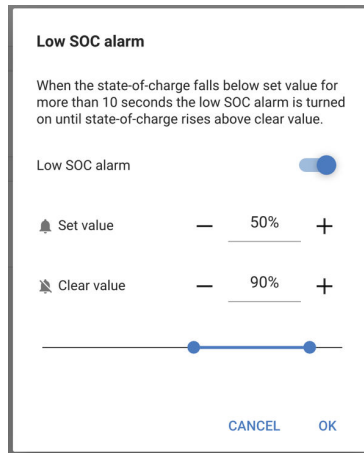 Low SOC alarm
When the state-of-charge falls below set value for
more than 10 seconds the low SOC alarm is turned
on until state-of-charge rises above clear value.
Low SOC alarm
Set value — 50% +
Clear value — 90% +
CANCEL OK